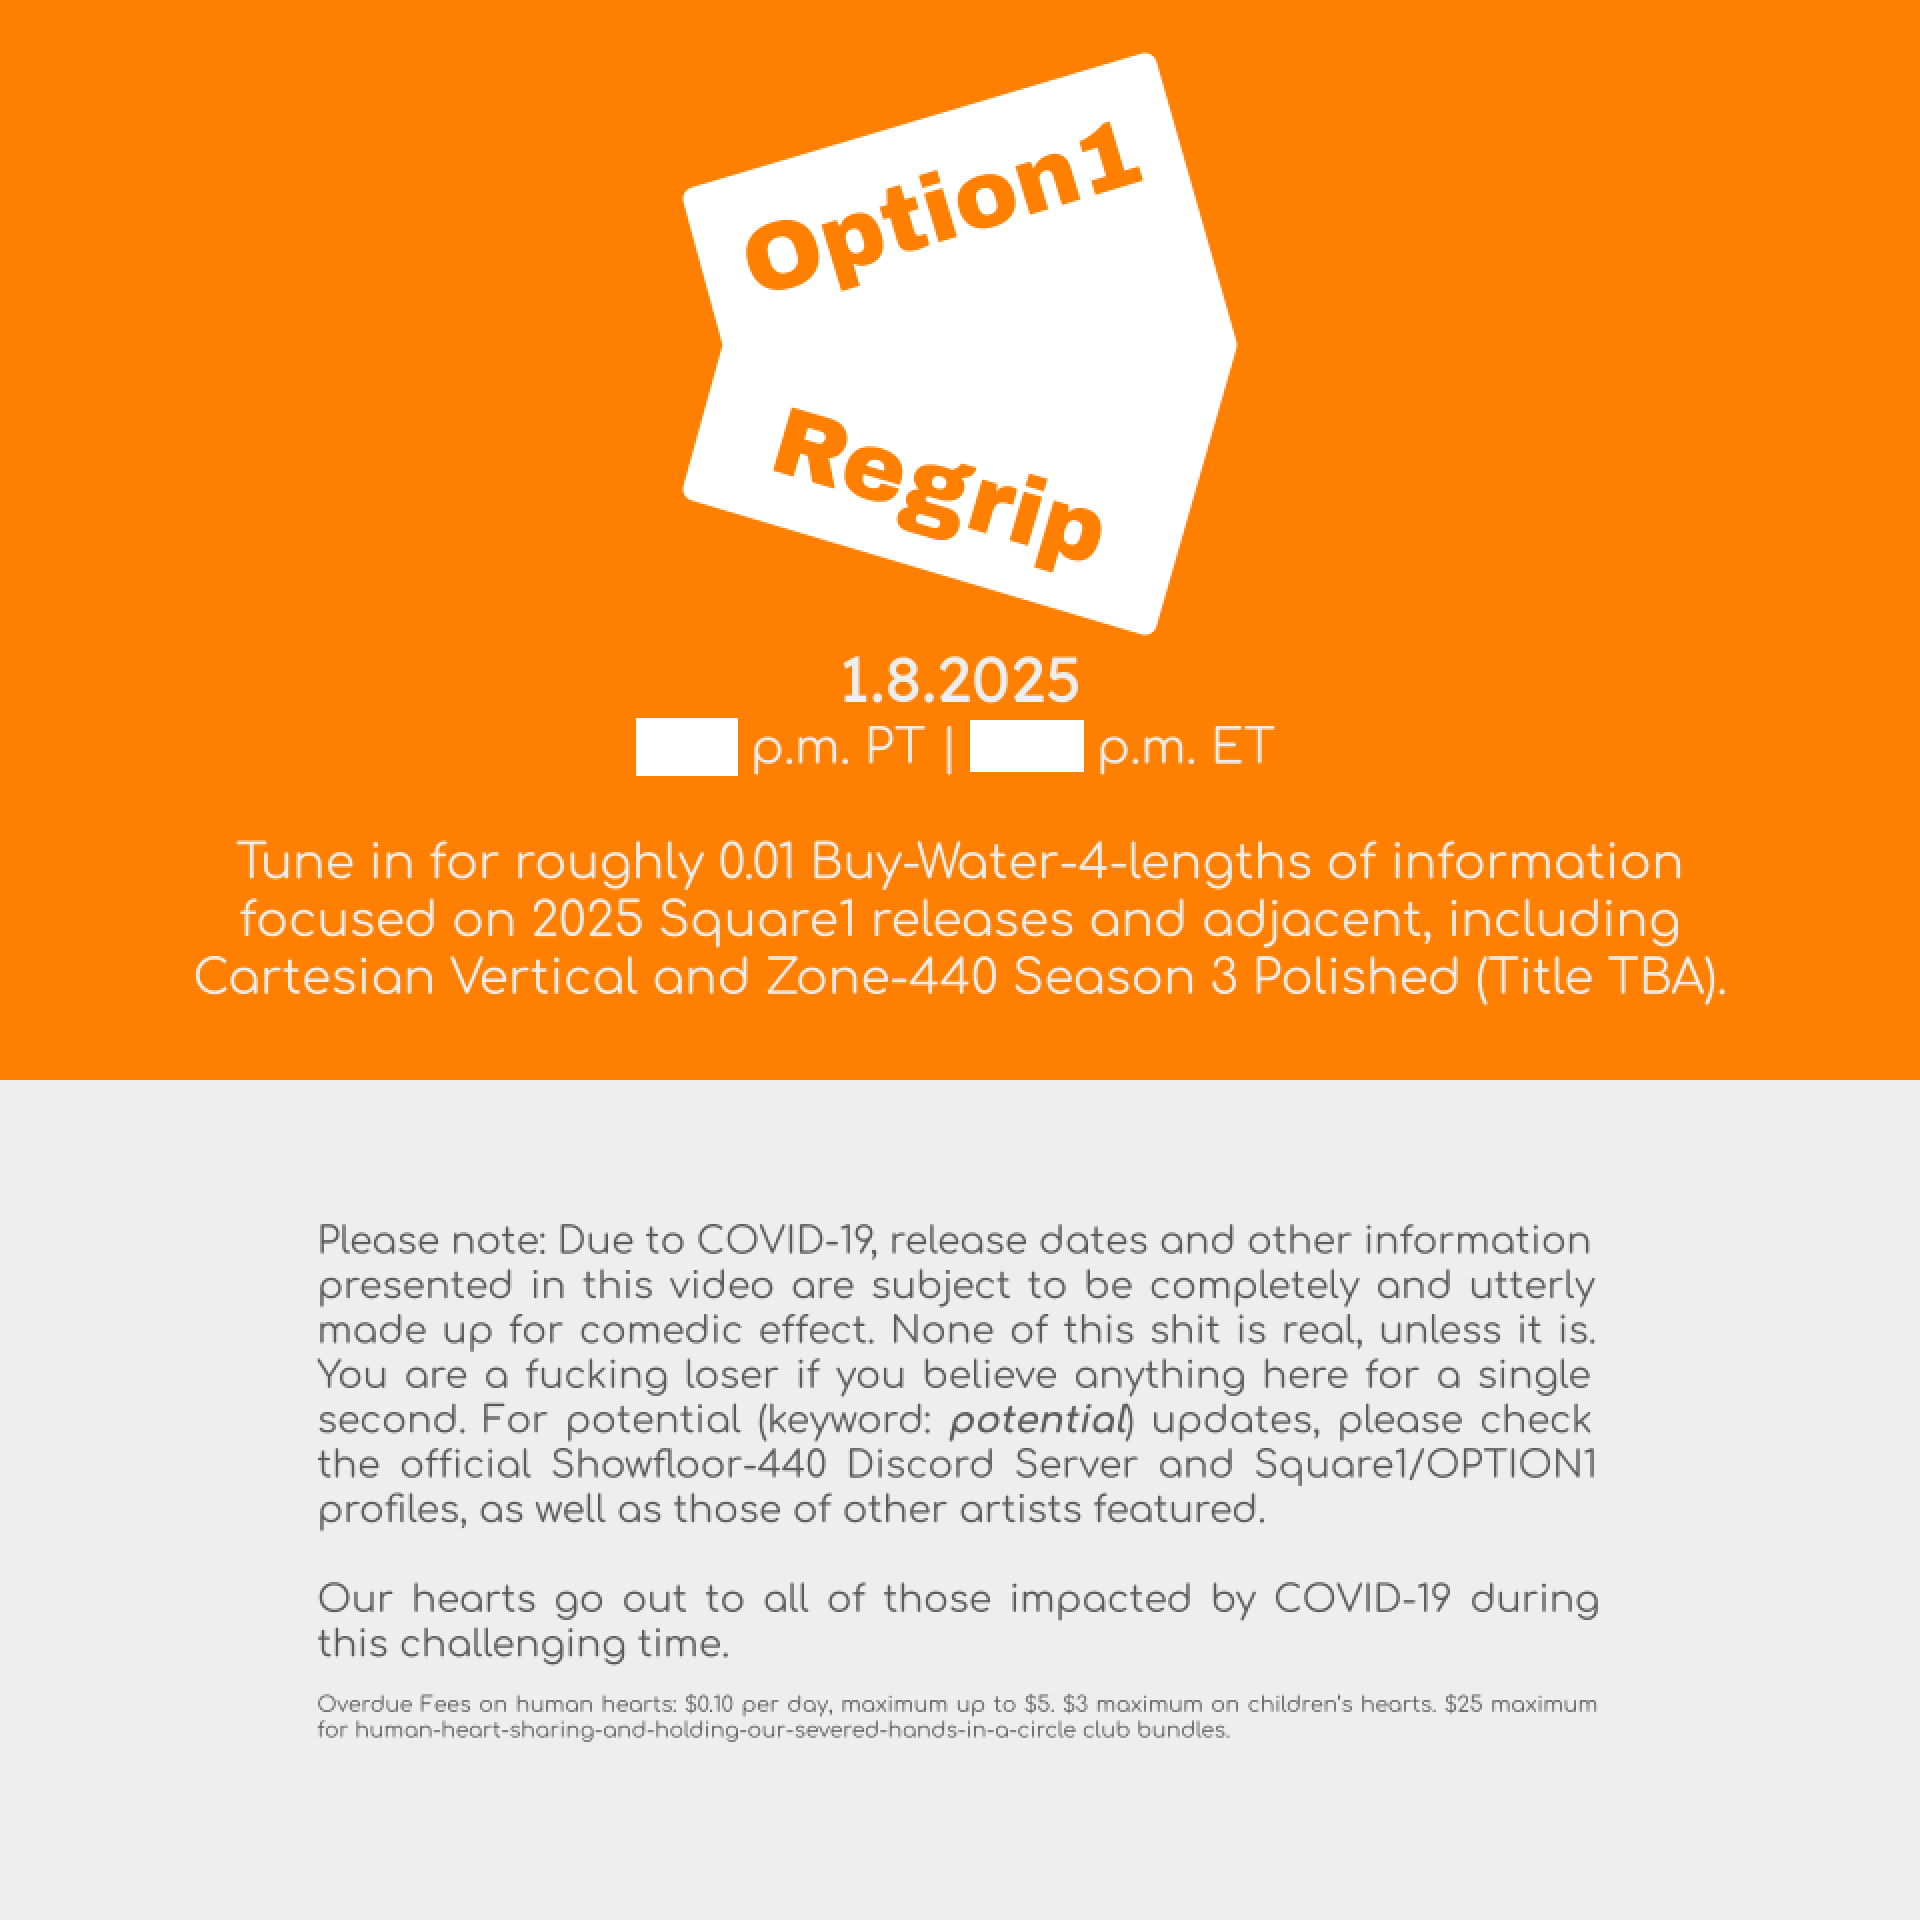 Option1
Regrip
1.8.2025
p.m. PT | p.m. ET
Tune in for roughly 0.01 Buy-Water-4-lengths of information
focused on 2025 Square1 releases and adjacent, including
Cartesian Vertical and Zone-440 Season 3 Polished (Title TBA).
Please note: Due to COVID-19, release dates and other information
presented in this video are subject to be completely and utterly
made up for comedic effect. None of this shit is real, unless it is.
You are a fucking loser if you believe anything here for a single
second. For potential (keyword: potential) updates, please check
the official Showfloor-440 Discord Server and Square1/OPTION1
profiles, as well as those of other artists featured.
Our hearts go out to all of those impacted by COVID-19 during
this challenging time.
Overdue Fees on human hearts: $0.10 per day, maximum up to $5. $3 maximum on children's hearts. $25 maximum
for human-heart-sharing-and-holding-our-severed-hands-in-a-circle club bundles.